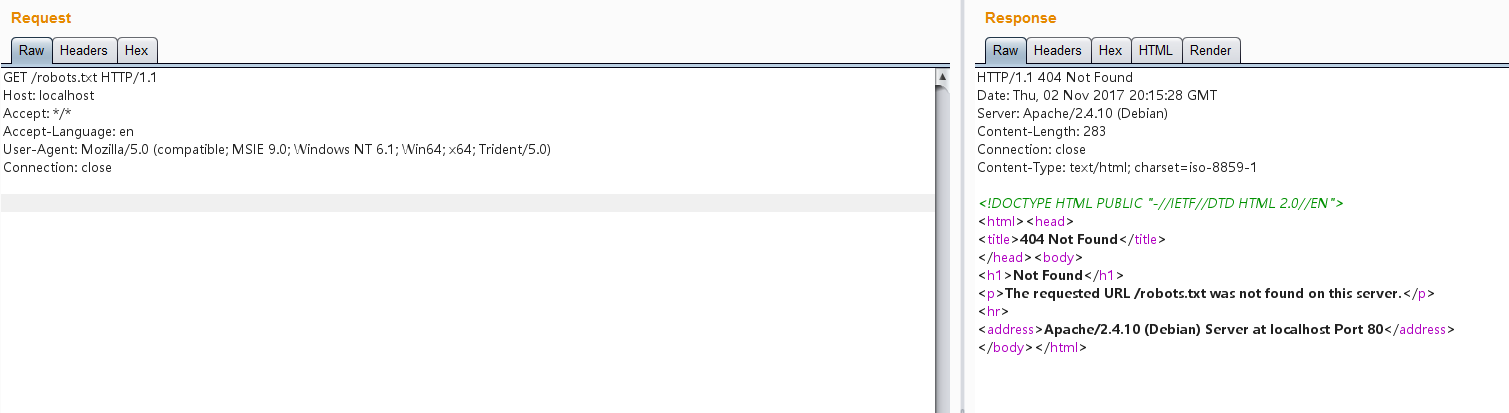 Request
Raw Headers Hex
GET /robots.txt HTTP/1.1
Host: localhost
Accept: */*
Accept-Language: en
User-Agent: Mozilla/5.0 (compatible; MSIE 9.0; Windows NT 6.1; Win64; x64; Trident/5.0)
Connection: close
Response
Raw Headers Hex HTML Render
HTTP/1.1 404 Not Found
Date: Thu, 02 Nov 2017 20:15:28 GMT
Server: Apache/2.4.10 (Debian)
Content-Length: 283
Connection: close
Content-Type: text/html; charset=iso-8859-1
<!DOCTYPE HTML PUBLIC "-//IETF//DTD HTML 2.0//EN">
<html><head>
<title>404 Not Found</title>
</head><body>
<h1>Not Found</h1>
<p>The requested URL /robots.txt was not found on this server.</p>
<hr>
<address>Apache/2.4.10 (Debian) Server at localhost Port 80</address>
</body></html>